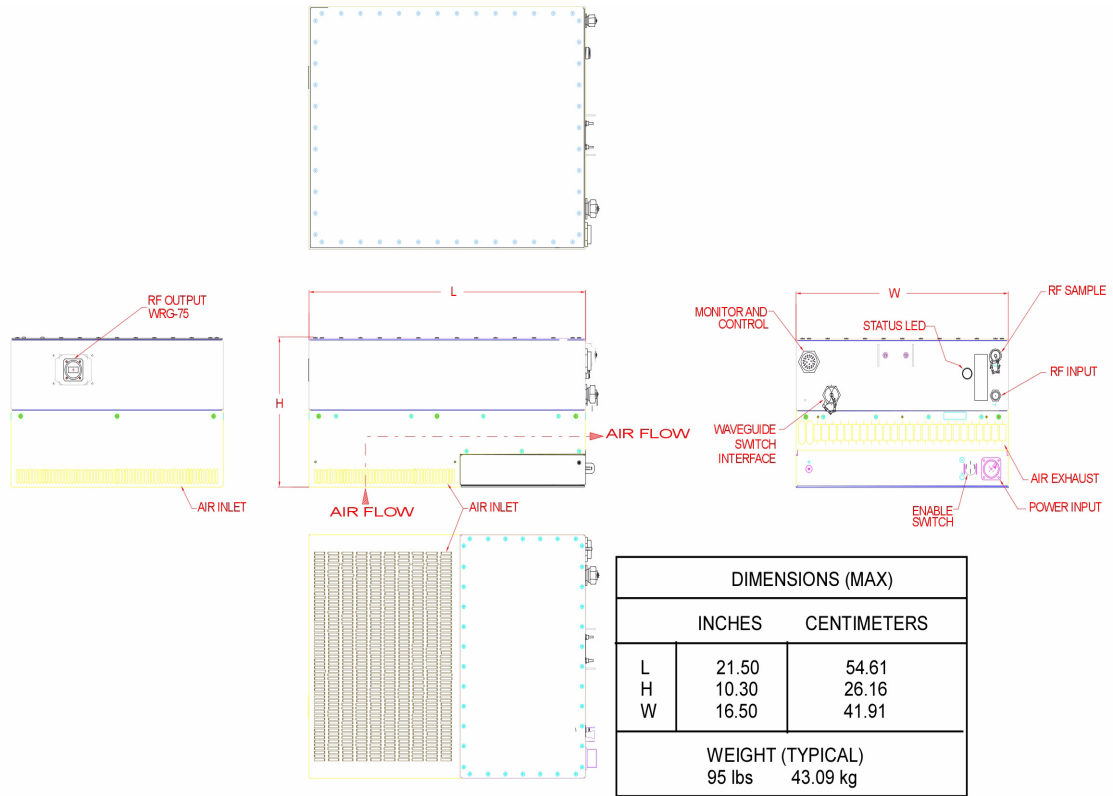 L
RF OUTPUT
WRG-75
H
AIR FLOW
AIR INLET
AIR FLOW
AIR INLET
W
RF SAMPLE
MONITOR AND
CONTROL
STATUS LED
RF INPUT
WAVEGUIDE
SWITCH
INTERFACE
AIR EXHAUST
ENABLE
SWITCH
POWER INPUT
DIMENSIONS (MAX)
INCHES CENTIMETERS
L 21.50 54.61
H 10.30 26.16
W 16.50 41.91
WEIGHT (TYPICAL)
95 lbs 43.09 kg